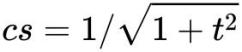 cs = 1/√(1 + t²)